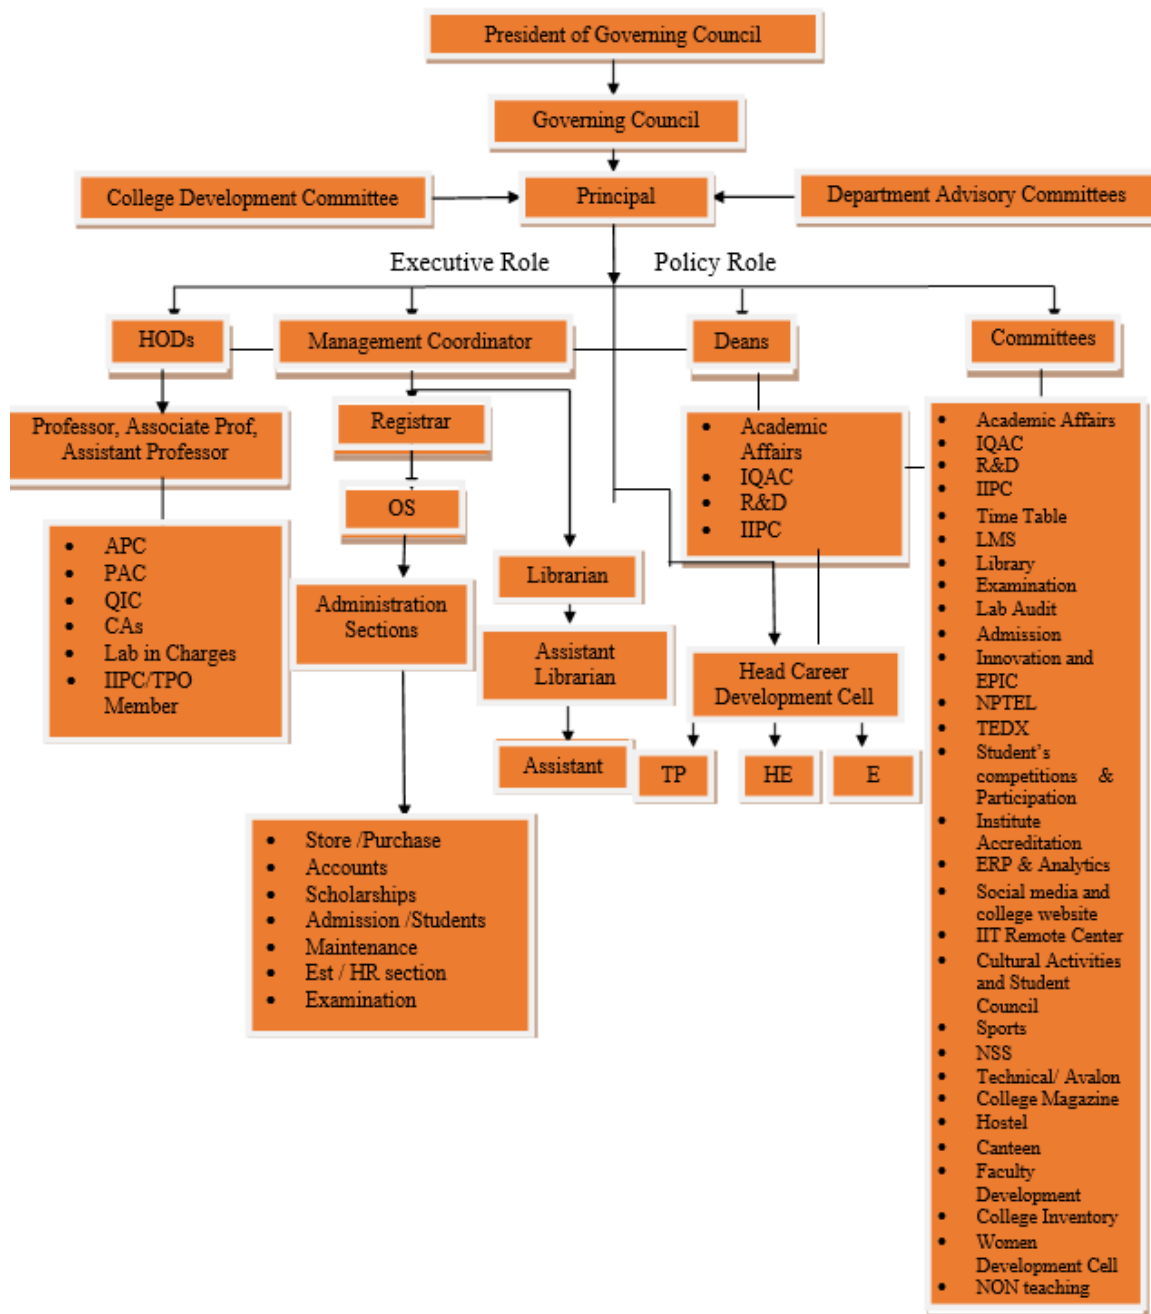 President of Governing Council
Governing Council
College Development Committee
Principal
Department Advisory Committees
Executive Role
Policy Role
HODs
Management Coordinator
Deans
Committees
Professor, Associate Prof,
Assistant Professor
Registrar
• Academic
Affairs
• IQAC
• R&D
• IIPC
OS
• APC
• PAC
• QIC
• CAs
• Lab in Charges
• IIPC/TPO
Member
Administration
Sections
Librarian
Assistant
Librarian
Assistant
Head Career
Development Cell
TP
HE
E
• Store /Purchase
• Accounts
• Scholarships
• Admission /Students
• Maintenance
• Est / HR section
• Examination
• Academic Affairs
• IQAC
• R&D
• IIPC
• Time Table
• LMS
• Library
• Examination
• Lab Audit
• Admission
• Innovation and
EPIC
• NPTEL
• TEDX
• Student’s
competitions &
Participation
• Institute
Accreditation
• ERP & Analytics
• Social media and
college website
• IIT Remote Center
• Cultural Activities
and Student
Council
• Sports
• NSS
• Technical/ Avalon
• College Magazine
• Hostel
• Canteen
• Faculty
Development
• College Inventory
• Women
Development Cell
• NON teaching